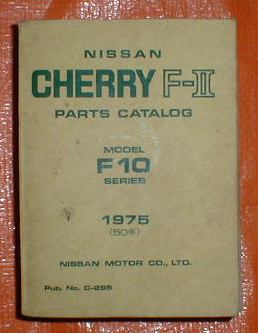 NISSAN
CHERRY F-II
PARTS CATALOG
MODEL
F10
SERIES
1975
(50年)
NISSAN MOTOR CO., LTD.
Pub. No. C-295